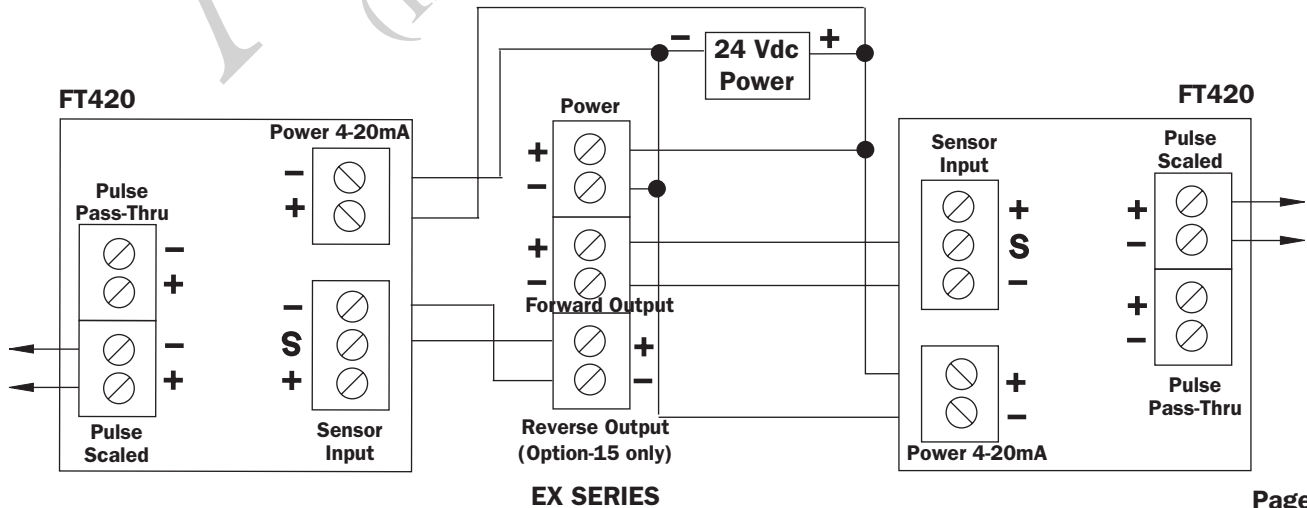 −
24 Vdc
Power
+
FT420
FT420
Power
Power 4-20mA
−
+
Pulse
Pass-Thru
−
+
−
+
Pulse
Scaled
−
S
+
Sensor
Input
+
−
+
−
Forward Output
+
−
Reverse Output
(Option-15 only)
EX SERIES
Sensor
Input
+
S
−
+
−
Power 4-20mA
Pulse
Scaled
+
−
+
−
Pulse
Pass-Thru
Page